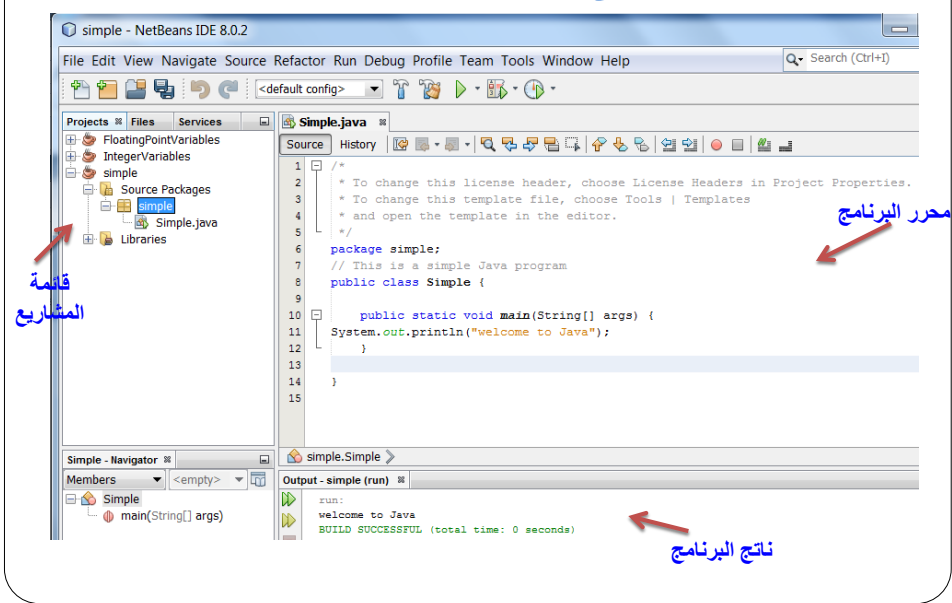 simple - NetBeans IDE 8.0.2
File Edit View Navigate Source Refactor Run Debug Profile Team Tools Window Help
Search (Ctrl+I)
<default config>
Projects Files Services
FloatingPointVariables
IntegerVariables
simple
Source Packages
simple
Simple.java
Libraries
قائمة
المشاريع
Simple.java
Source History
1 /*
2 * To change this license header, choose License Headers in Project Properties.
3 * To change this template file, choose Tools | Templates
4 * and open the template in the editor.
5 */
6 package simple;
7 // This is a simple Java program
8 public class Simple {
9
10 public static void main(String[] args) {
11 System.out.println("welcome to Java");
12 }
13
14 }
15
محرر البرنامج
simple.Simple
Simple - Navigator
Members <empty>
Simple
main(String[] args)
Output - simple (run)
run:
welcome to Java
BUILD SUCCESSFUL (total time: 0 seconds)
ناتج البرنامج